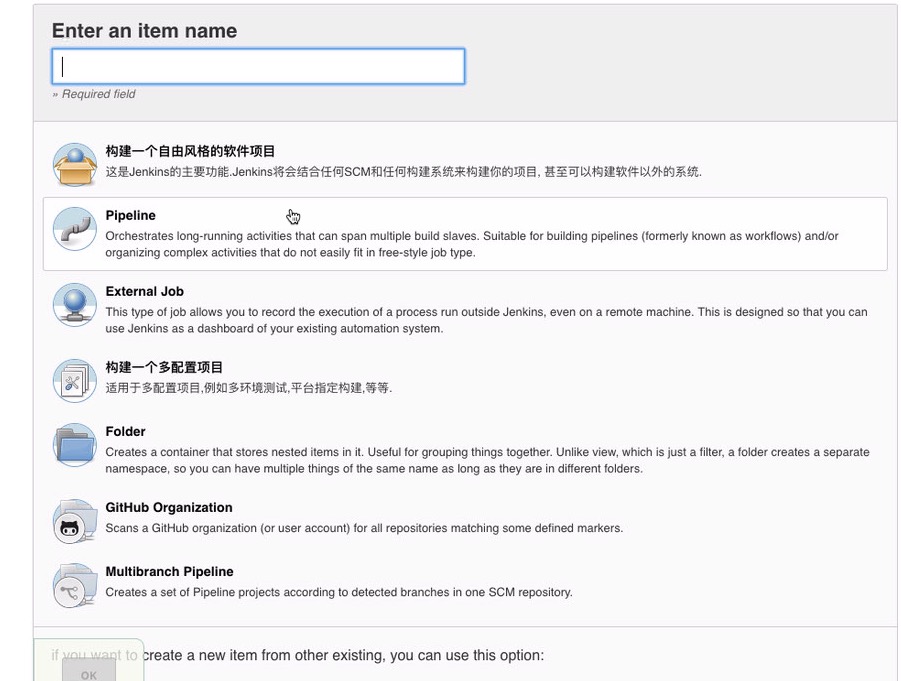 Enter an item name
» Required field
构建一个自由风格的软件项目
这是Jenkins的主要功能.Jenkins将会结合任何SCM和任何构建系统来构建你的项目, 甚至可以构建软件以外的系统.
Pipeline
Orchestrates long-running activities that can span multiple build slaves. Suitable for building pipelines (formerly known as workflows) and/or
organizing complex activities that do not easily fit in free-style job type.
External Job
This type of job allows you to record the execution of a process run outside Jenkins, even on a remote machine. This is designed so that you can
use Jenkins as a dashboard of your existing automation system.
构建一个多配置项目
适用于多配置项目,例如多环境测试,平台指定构建,等等.
Folder
Creates a container that stores nested items in it. Useful for grouping things together. Unlike view, which is just a filter, a folder creates a separate
namespace, so you can have multiple things of the same name as long as they are in different folders.
GitHub Organization
Scans a GitHub organization (or user account) for all repositories matching some defined markers.
Multibranch Pipeline
Creates a set of Pipeline projects according to detected branches in one SCM repository.
if you want to create a new item from other existing, you can use this option:
OK